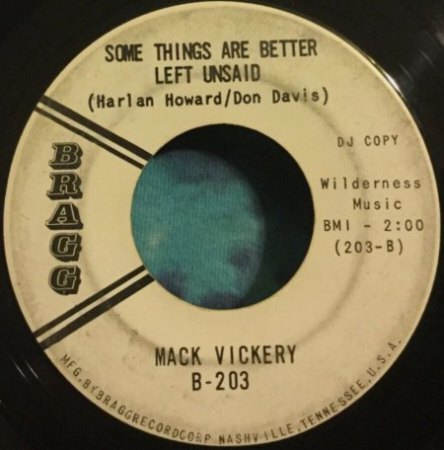 SOME THINGS ARE BETTER
LEFT UNSAID
(Harlan Howard/Don Davis)
BRAGG
DJ COPY
Wilderness
Music
BMI - 2:00
(203-B)
MACK VICKERY
B-203
MFG. BY BRAGG RECORD CORP. NASHVILLE, TENNESSEE, U.S.A.